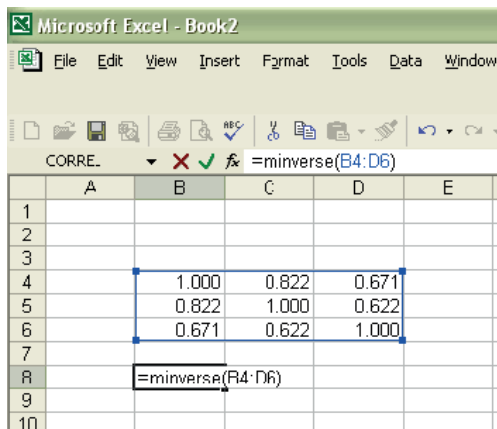 Microsoft Excel - Book2
File Edit View Insert Format Tools Data Window
ABC
CORRE... fx =minverse(B4:D6)
A B C D E
1
2
3
4 1.000 0.822 0.671
5 0.822 1.000 0.622
6 0.671 0.622 1.000
7
8 =minverse(B4:D6)
9
10